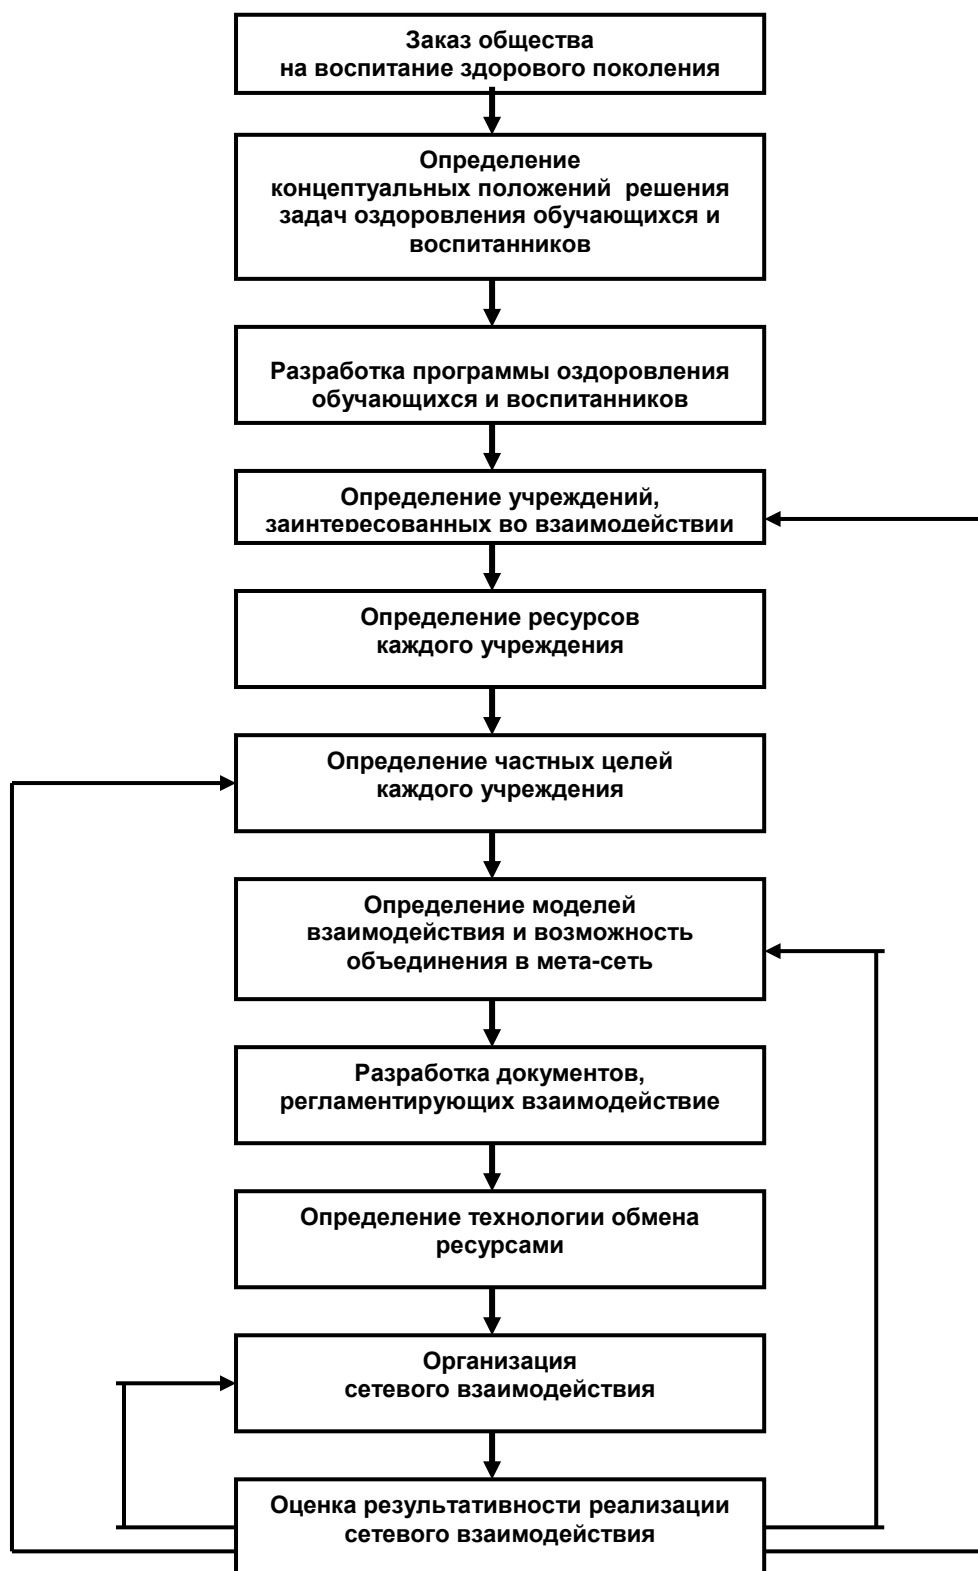 Заказ общества
на воспитание здорового поколения
Определение
концептуальных положений решения
задач оздоровления обучающихся и
воспитанников
Разработка программы оздоровления
обучающихся и воспитанников
Определение учреждений,
заинтересованных во взаимодействии
Определение ресурсов
каждого учреждения
Определение частных целей
каждого учреждения
Определение моделей
взаимодействия и возможность
объединения в мета-сеть
Разработка документов,
регламентирующих взаимодействие
Определение технологии обмена
ресурсами
Организация
сетевого взаимодействия
Оценка результативности реализации
сетевого взаимодействия